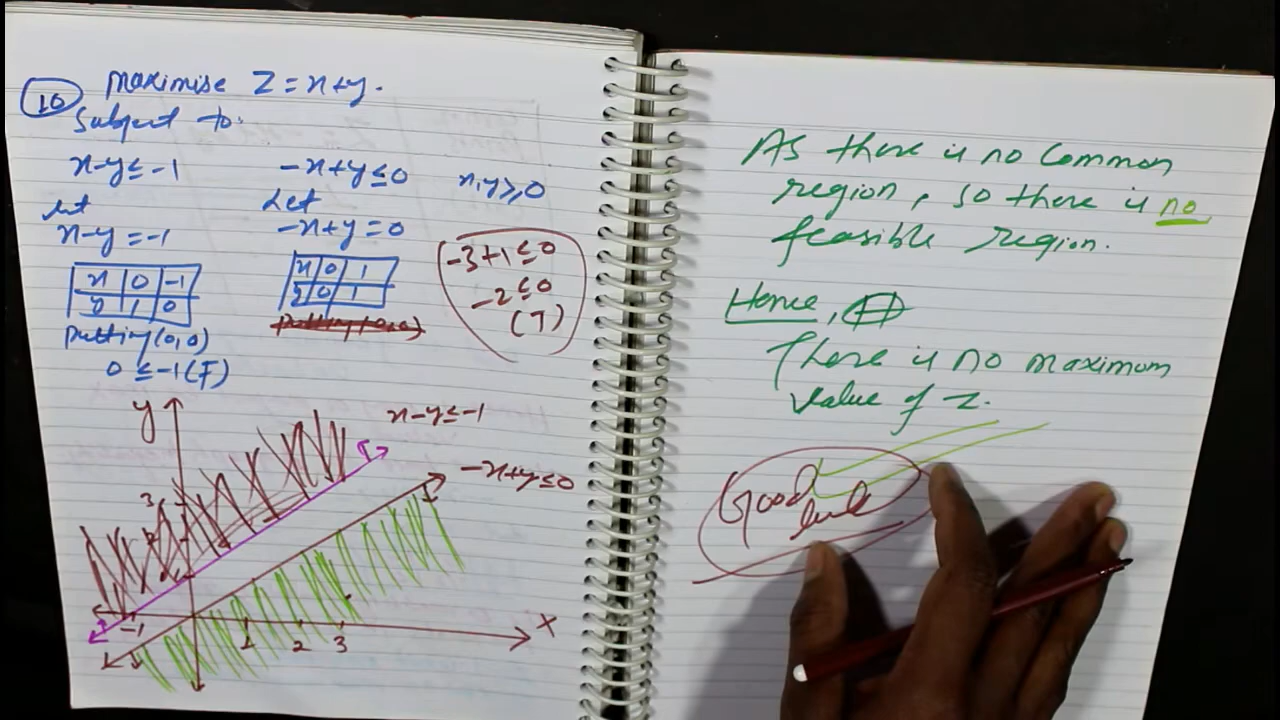 10 Maximise Z = x+y.
Subject to:
x-y ≤ -1 -x+y ≤ 0 x,y ≥ 0
Let Let
x-y = -1 -x+y = 0
x 0 -1 x 0 1
y 1 0 y 0 1
Putting (0,0)
0 ≤ -1 (F)
-3+1 ≤ 0
-2 ≤ 0
(T)
y
x-y ≤ -1
-x+y ≤ 0
3
-1 1 2 3 x
As there is no common
region, so there is no
feasible region.
Hence,
There is no maximum
value of z.
Good
luck